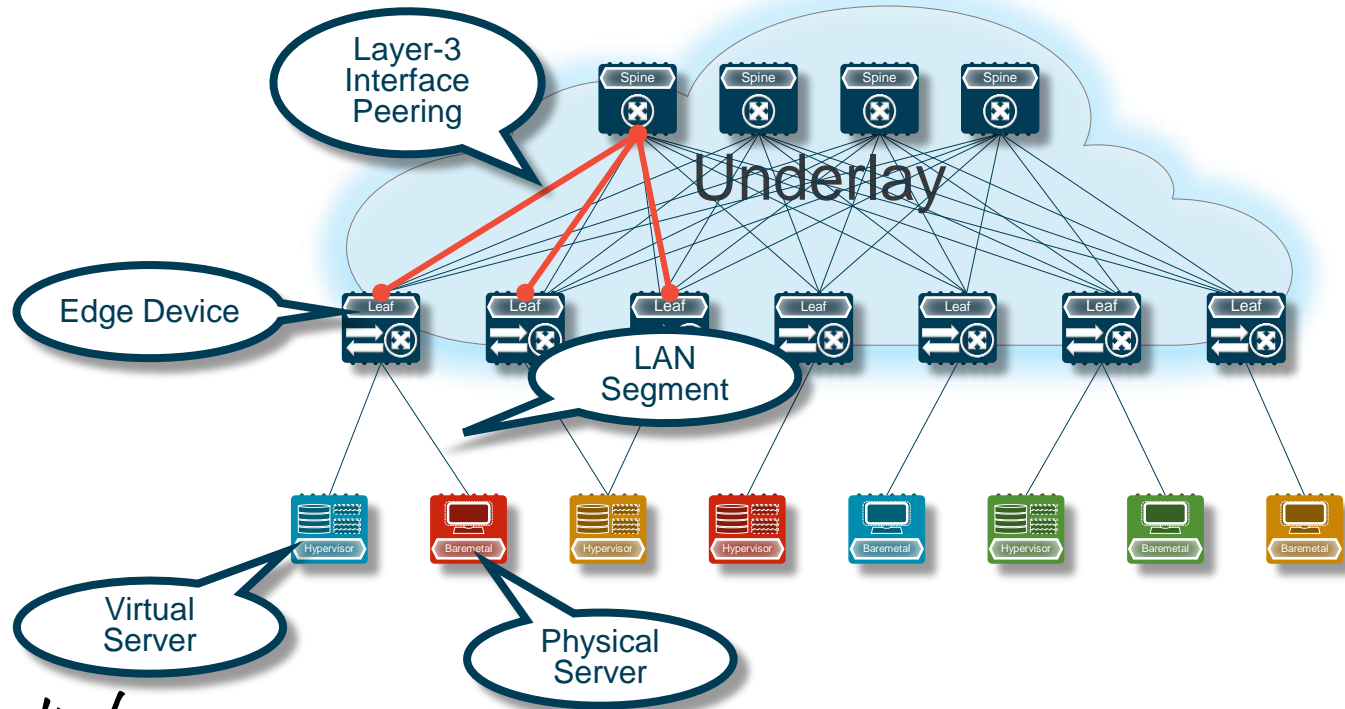 Layer-3
Interface
Peering
Spine
Spine
Spine
Spine
Underlay
Edge Device
Leaf
Leaf
Leaf
Leaf
Leaf
Leaf
Leaf
LAN
Segment
Hypervisor
Baremetal
Hypervisor
Hypervisor
Baremetal
Hypervisor
Baremetal
Baremetal
Virtual
Server
Physical
Server